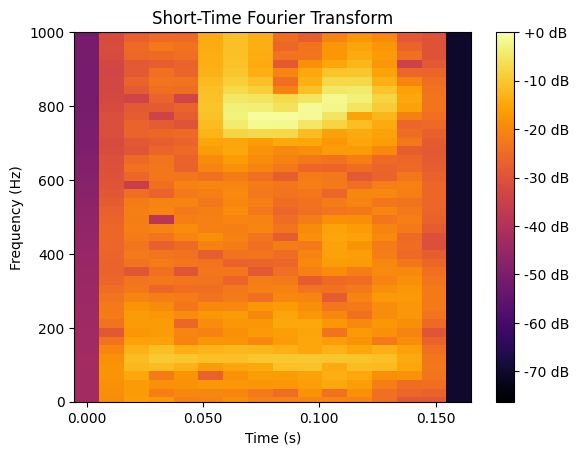 Short-Time Fourier Transform
1000
800
600
400
200
0
Frequency (Hz)
0.000
0.050
0.100
0.150
Time (s)
+0 dB
-10 dB
-20 dB
-30 dB
-40 dB
-50 dB
-60 dB
-70 dB